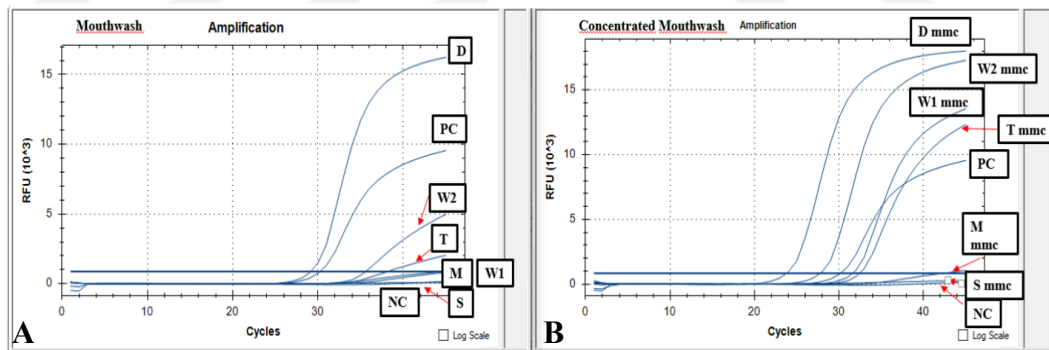 Mouthwash
Amplification
D
PC
W2
T
M
W1
NC
S
RFU (10^3)
15
10
5
0
0
10
20
30
40
Cycles
Log Scale
A
Concentrated Mouthwash
Amplification
D mmc
W2 mmc
W1 mmc
T mmc
PC
M
mmc
S mmc
NC
RFU (10^3)
15
10
5
0
0
10
20
30
40
Cycles
Log Scale
B